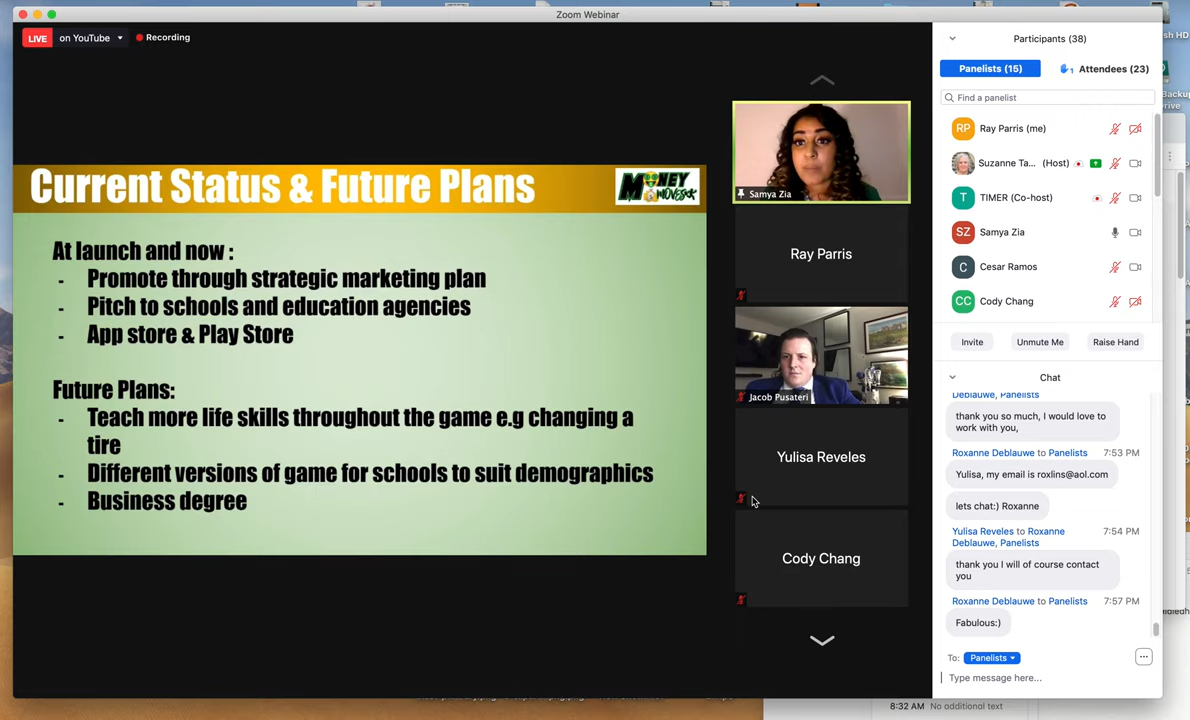 Zoom Webinar
LIVE
on YouTube
Recording
Current Status & Future Plans
MONEY
MOVES
At launch and now :
- Promote through strategic marketing plan
- Pitch to schools and education agencies
- App store & Play Store
Future Plans:
- Teach more life skills throughout the game e.g changing a
tire
- Different versions of game for schools to suit demographics
- Business degree
Samya Zia
Ray Parris
Jacob Pusateri
Yulisa Reveles
Cody Chang
Participants (38)
Panelists (15)
1
Attendees (23)
Find a panelist
RP Ray Parris (me)
Suzanne Ta... (Host)
T TIMER (Co-host)
SZ Samya Zia
C Cesar Ramos
CC Cody Chang
Invite
Unmute Me
Raise Hand
Chat
Deblauwe, Panelists
thank you so much, I would love to
work with you,
Roxanne Deblauwe to Panelists 7:53 PM
Yulisa, my email is roxlins@aol.com
lets chat:) Roxanne
Yulisa Reveles to Roxanne 7:54 PM
Deblauwe, Panelists
thank you I will of course contact
you
Roxanne Deblauwe to Panelists 7:57 PM
Fabulous:)
To: Panelists
Type message here...
sh HD
Backup
rive
8:32 AM No additional text